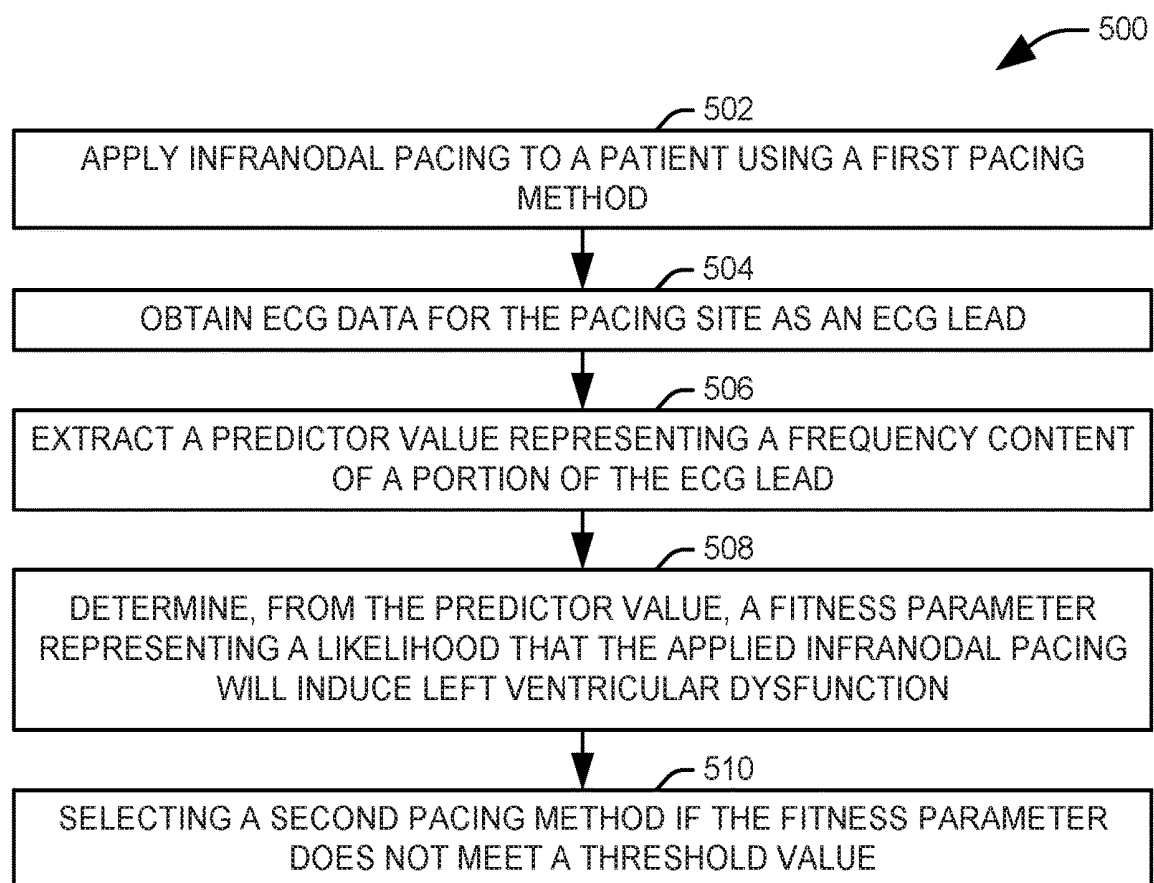 500
502
APPLY INFRANODAL PACING TO A PATIENT USING A FIRST PACING
METHOD
504
OBTAIN ECG DATA FOR THE PACING SITE AS AN ECG LEAD
506
EXTRACT A PREDICTOR VALUE REPRESENTING A FREQUENCY CONTENT
OF A PORTION OF THE ECG LEAD
508
DETERMINE, FROM THE PREDICTOR VALUE, A FITNESS PARAMETER
REPRESENTING A LIKELIHOOD THAT THE APPLIED INFRANODAL PACING
WILL INDUCE LEFT VENTRICULAR DYSFUNCTION
510
SELECTING A SECOND PACING METHOD IF THE FITNESS PARAMETER
DOES NOT MEET A THRESHOLD VALUE